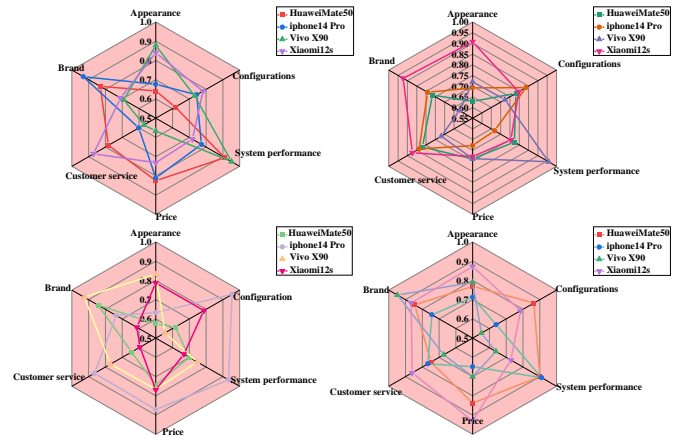 Appearance
1.0
0.9
0.8
0.7
0.6
0.5
Brand
Configurations
Customer service
System performance
Price
HuaweiMate50
iphone14 Pro
Vivo X90
Xiaomi12s
Appearance
1.00
0.95
0.90
0.85
0.80
0.75
0.70
0.65
0.60
0.55
Brand
Configurations
Customer service
System performance
Price
HuaweiMate50
iphone14 Pro
Vivo X90
Xiaomi12s
Appearance
1.0
0.9
0.8
0.7
0.6
0.5
Brand
Configuration
Customer service
System performance
Price
HuaweiMate50
iphone14 Pro
Vivo X90
Xiaomi12s
Appearance
1.0
0.9
0.8
0.7
0.6
0.5
Brand
Configurations
Customer service
System performance
Price
HuaweiMate50
iphone14 Pro
Vivo X90
Xiaomi12s